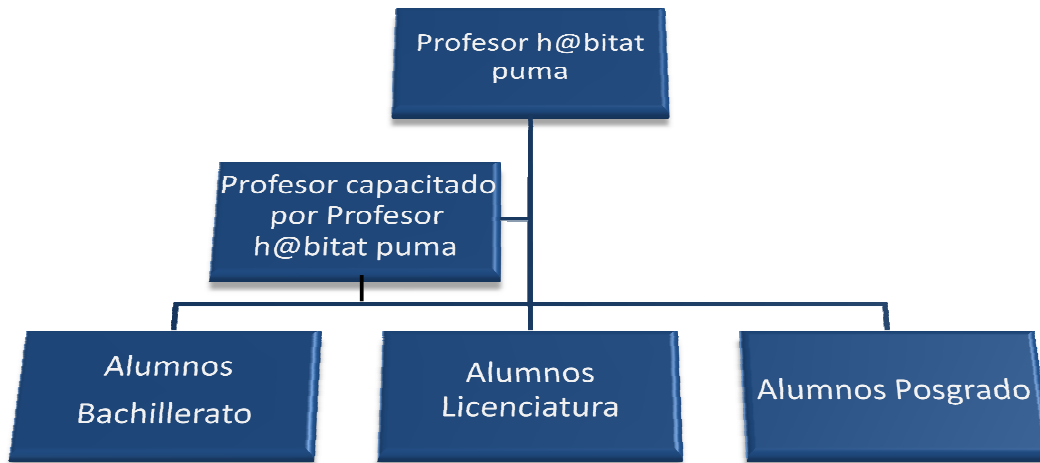 Profesor h@bitat
puma
Profesor capacitado
por Profesor
h@bitat puma
Alumnos
Bachillerato
Alumnos
Licenciatura
Alumnos Posgrado